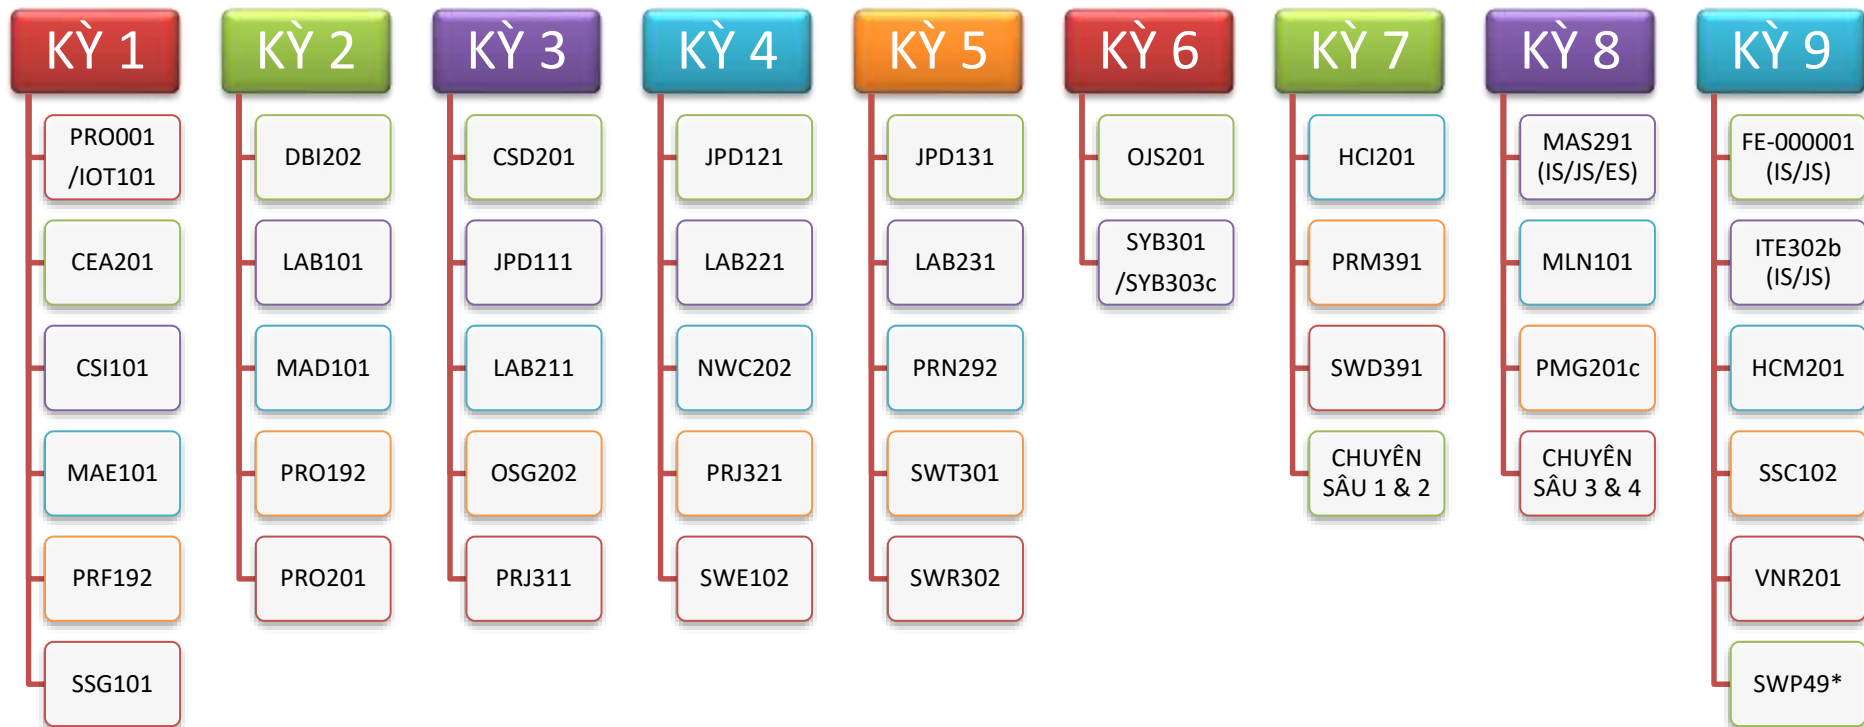 KỲ 1
PRO001
/IOT101
CEA201
CSI101
MAE101
PRF192
SSG101
KỲ 2
DBI202
LAB101
MAD101
PRO192
PRO201
KỲ 3
CSD201
JPD111
LAB211
OSG202
PRJ311
KỲ 4
JPD121
LAB221
NWC202
PRJ321
SWE102
KỲ 5
JPD131
LAB231
PRN292
SWT301
SWR302
KỲ 6
OJS201
SYB301
/SYB303c
KỲ 7
HCI201
PRM391
SWD391
CHUYÊN
SÂU 1 & 2
KỲ 8
MAS291
(IS/JS/ES)
MLN101
PMG201c
CHUYÊN
SÂU 3 & 4
KỲ 9
FE-000001
(IS/JS)
ITE302b
(IS/JS)
HCM201
SSC102
VNR201
SWP49*